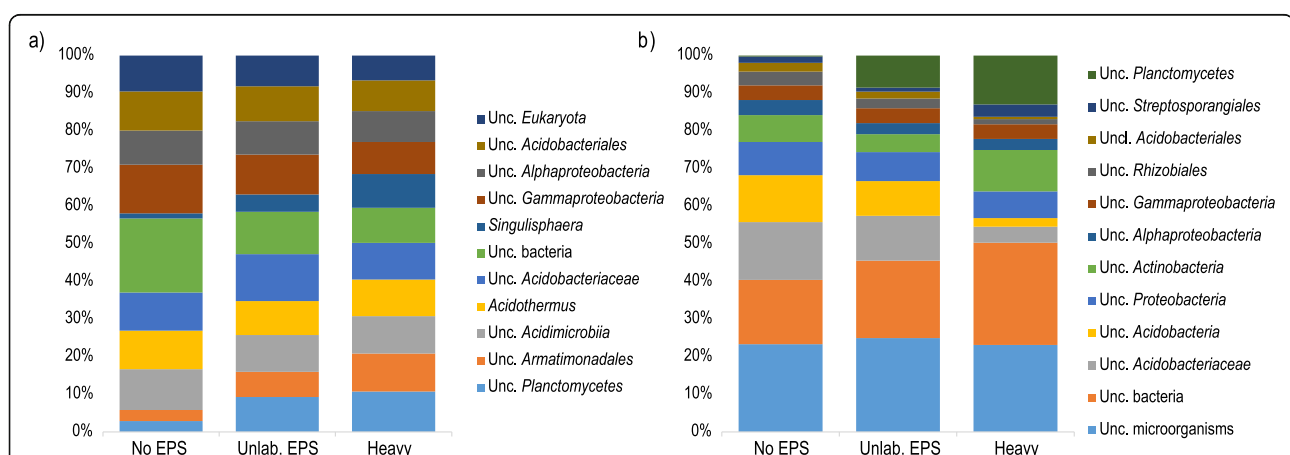 a)
100%
90%
80%
70%
60%
50%
40%
30%
20%
10%
0%
No EPS
Unlab. EPS
Heavy
Unc. Eukaryota
Unc. Acidobacteriales
Unc. Alphaproteobacteria
Unc. Gammaproteobacteria
Singulisphaera
Unc. bacteria
Unc. Acidobacteriaceae
Acidothermus
Unc. Acidimicrobiia
Unc. Armatimonadales
Unc. Planctomycetes
b)
100%
90%
80%
70%
60%
50%
40%
30%
20%
10%
0%
No EPS
Unlab. EPS
Heavy
Unc. Planctomycetes
Unc. Streptosporangiales
Uncl. Acidobacteriales
Unc. Rhizobiales
Unc. Gammaproteobacteria
Unc. Alphaproteobacteria
Unc. Actinobacteria
Unc. Proteobacteria
Unc. Acidobacteria
Unc. Acidobacteriaceae
Unc. bacteria
Unc. microorganisms